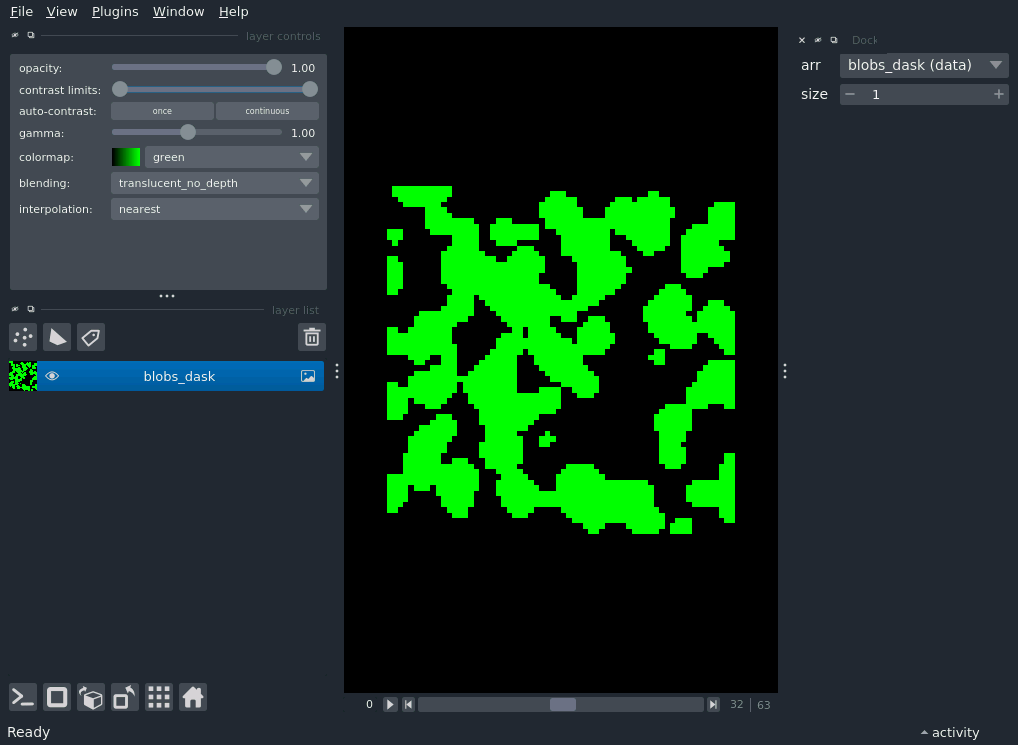 File View Plugins Window Help
layer controls
opacity: 1.00
contrast limits:
auto-contrast: once continuous
gamma: 1.00
colormap: green
blending: translucent_no_depth
interpolation: nearest
layer list
blobs_dask
Dock
arr blobs_dask (data)
size 1
0 32 63
Ready
activity